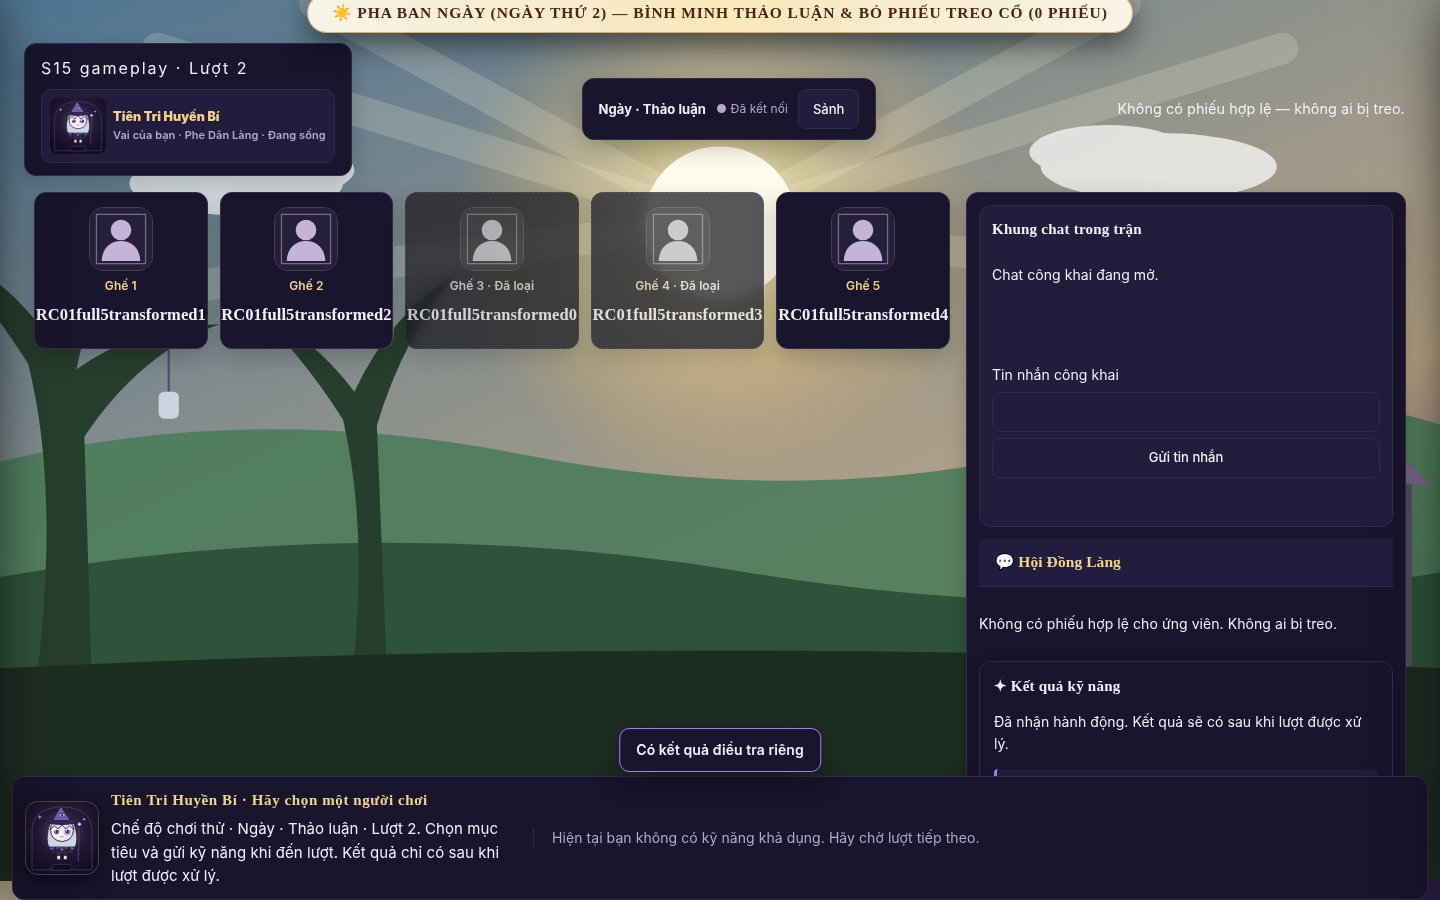 ☀️ PHA BAN NGÀY (NGÀY THỨ 2) — BÌNH MINH THẢO LUẬN & BỎ PHIẾU TREO CỔ (0 PHIẾU)
S15 gameplay · Lượt 2
Tiên Tri Huyền Bí
Vai của bạn · Phe Dân Làng · Đang sống
Ngày · Thảo luận
Đã kết nối
Sảnh
Không có phiếu hợp lệ — không ai bị treo.
Ghế 1
RC01full5transformed1
Ghế 2
RC01full5transformed2
Ghế 3 · Đã loại
RC01full5transformed0
Ghế 4 · Đã loại
RC01full5transformed3
Ghế 5
RC01full5transformed4
Khung chat trong trận
Chat công khai đang mở.
Tin nhắn công khai
Gửi tin nhắn
💬 Hội Đồng Làng
Không có phiếu hợp lệ cho ứng viên. Không ai bị treo.
✦ Kết quả kỹ năng
Đã nhận hành động. Kết quả sẽ có sau khi lượt được xử
lý.
Có kết quả điều tra riêng
Tiên Tri Huyền Bí · Hãy chọn một người chơi
Chế độ chơi thử · Ngày · Thảo luận · Lượt 2. Chọn mục
tiêu và gửi kỹ năng khi đến lượt. Kết quả chỉ có sau khi
lượt được xử lý.
Hiện tại bạn không có kỹ năng khả dụng. Hãy chờ lượt tiếp theo.